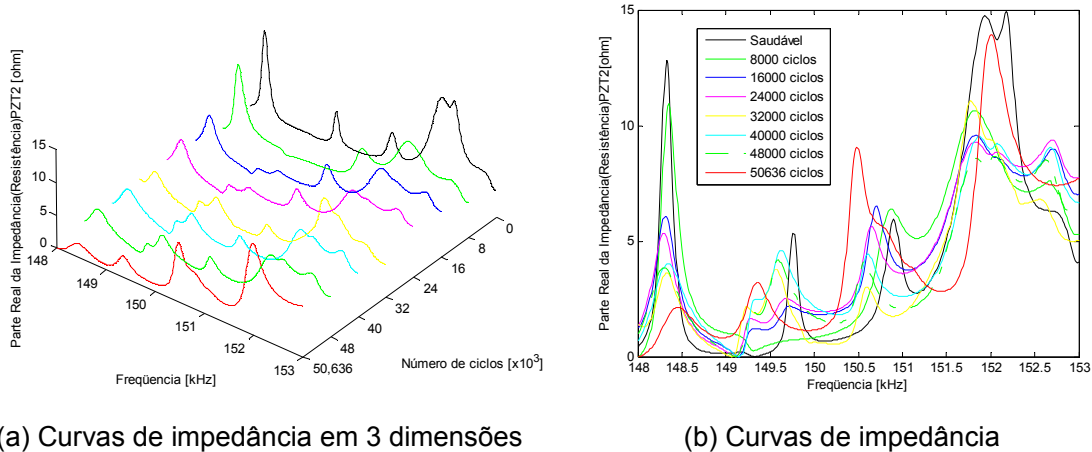 Parte Real da Impedância(Resistência)PZT2 [ohm]
15
10
5
0
148
149
150
151
152
153
Freqüencia [kHz]
0
8
16
24
32
40
48
50,636
Número de ciclos [x10³]
(a) Curvas de impedância em 3 dimensões
Parte Real da Impedância(Resistência)PZT2[ohm]
15
10
5
0
Saudável
8000 ciclos
16000 ciclos
24000 ciclos
32000 ciclos
40000 ciclos
48000 ciclos
50636 ciclos
148 148.5 149 149.5 150 150.5 151 151.5 152 152.5 153
Freqüencia [kHz]
(b) Curvas de impedância